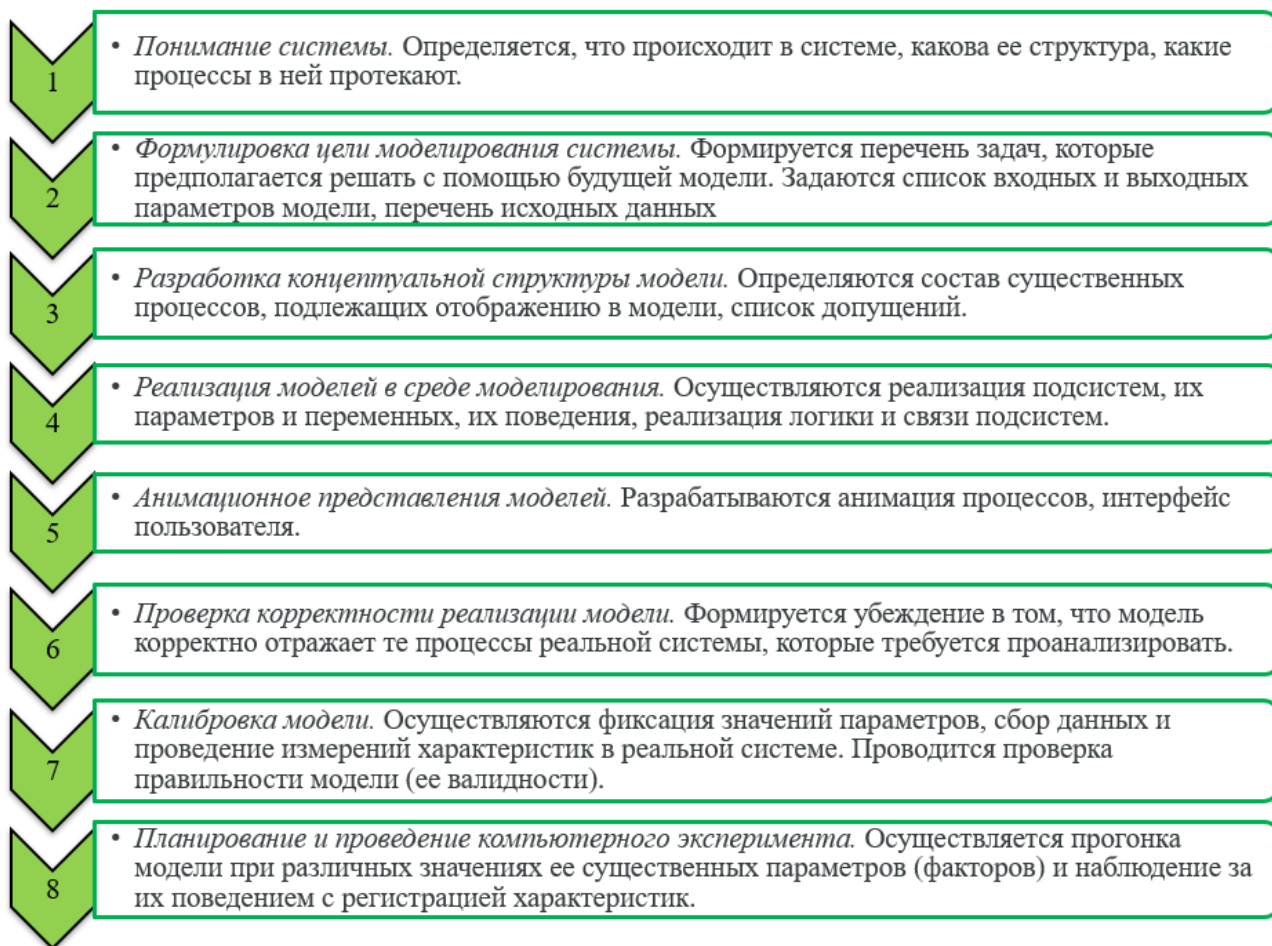 1
• Понимание системы. Определяется, что происходит в системе, какова ее структура, какие
процессы в ней протекают.
2
• Формулировка цели моделирования системы. Формируется перечень задач, которые
предполагается решать с помощью будущей модели. Задаются список входных и выходных
параметров модели, перечень исходных данных
3
• Разработка концептуальной структуры модели. Определяются состав существенных
процессов, подлежащих отображению в модели, список допущений.
4
• Реализация моделей в среде моделирования. Осуществляются реализация подсистем, их
параметров и переменных, их поведения, реализация логики и связи подсистем.
5
• Анимационное представления моделей. Разрабатываются анимация процессов, интерфейс
пользователя.
6
• Проверка корректности реализации модели. Формируется убеждение в том, что модель
корректно отражает те процессы реальной системы, которые требуется проанализировать.
7
• Калибровка модели. Осуществляются фиксация значений параметров, сбор данных и
проведение измерений характеристик в реальной системе. Проводится проверка
правильности модели (ее валидности).
8
• Планирование и проведение компьютерного эксперимента. Осуществляется прогонка
модели при различных значениях ее существенных параметров (факторов) и наблюдение за
их поведением с регистрацией характеристик.